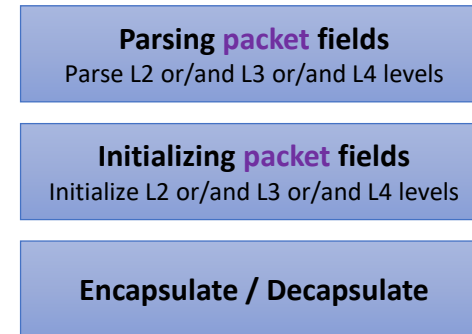 Parsing packet fields
Parse L2 or/and L3 or/and L4 levels
Initializing packet fields
Initialize L2 or/and L3 or/and L4 levels
Encapsulate / Decapsulate